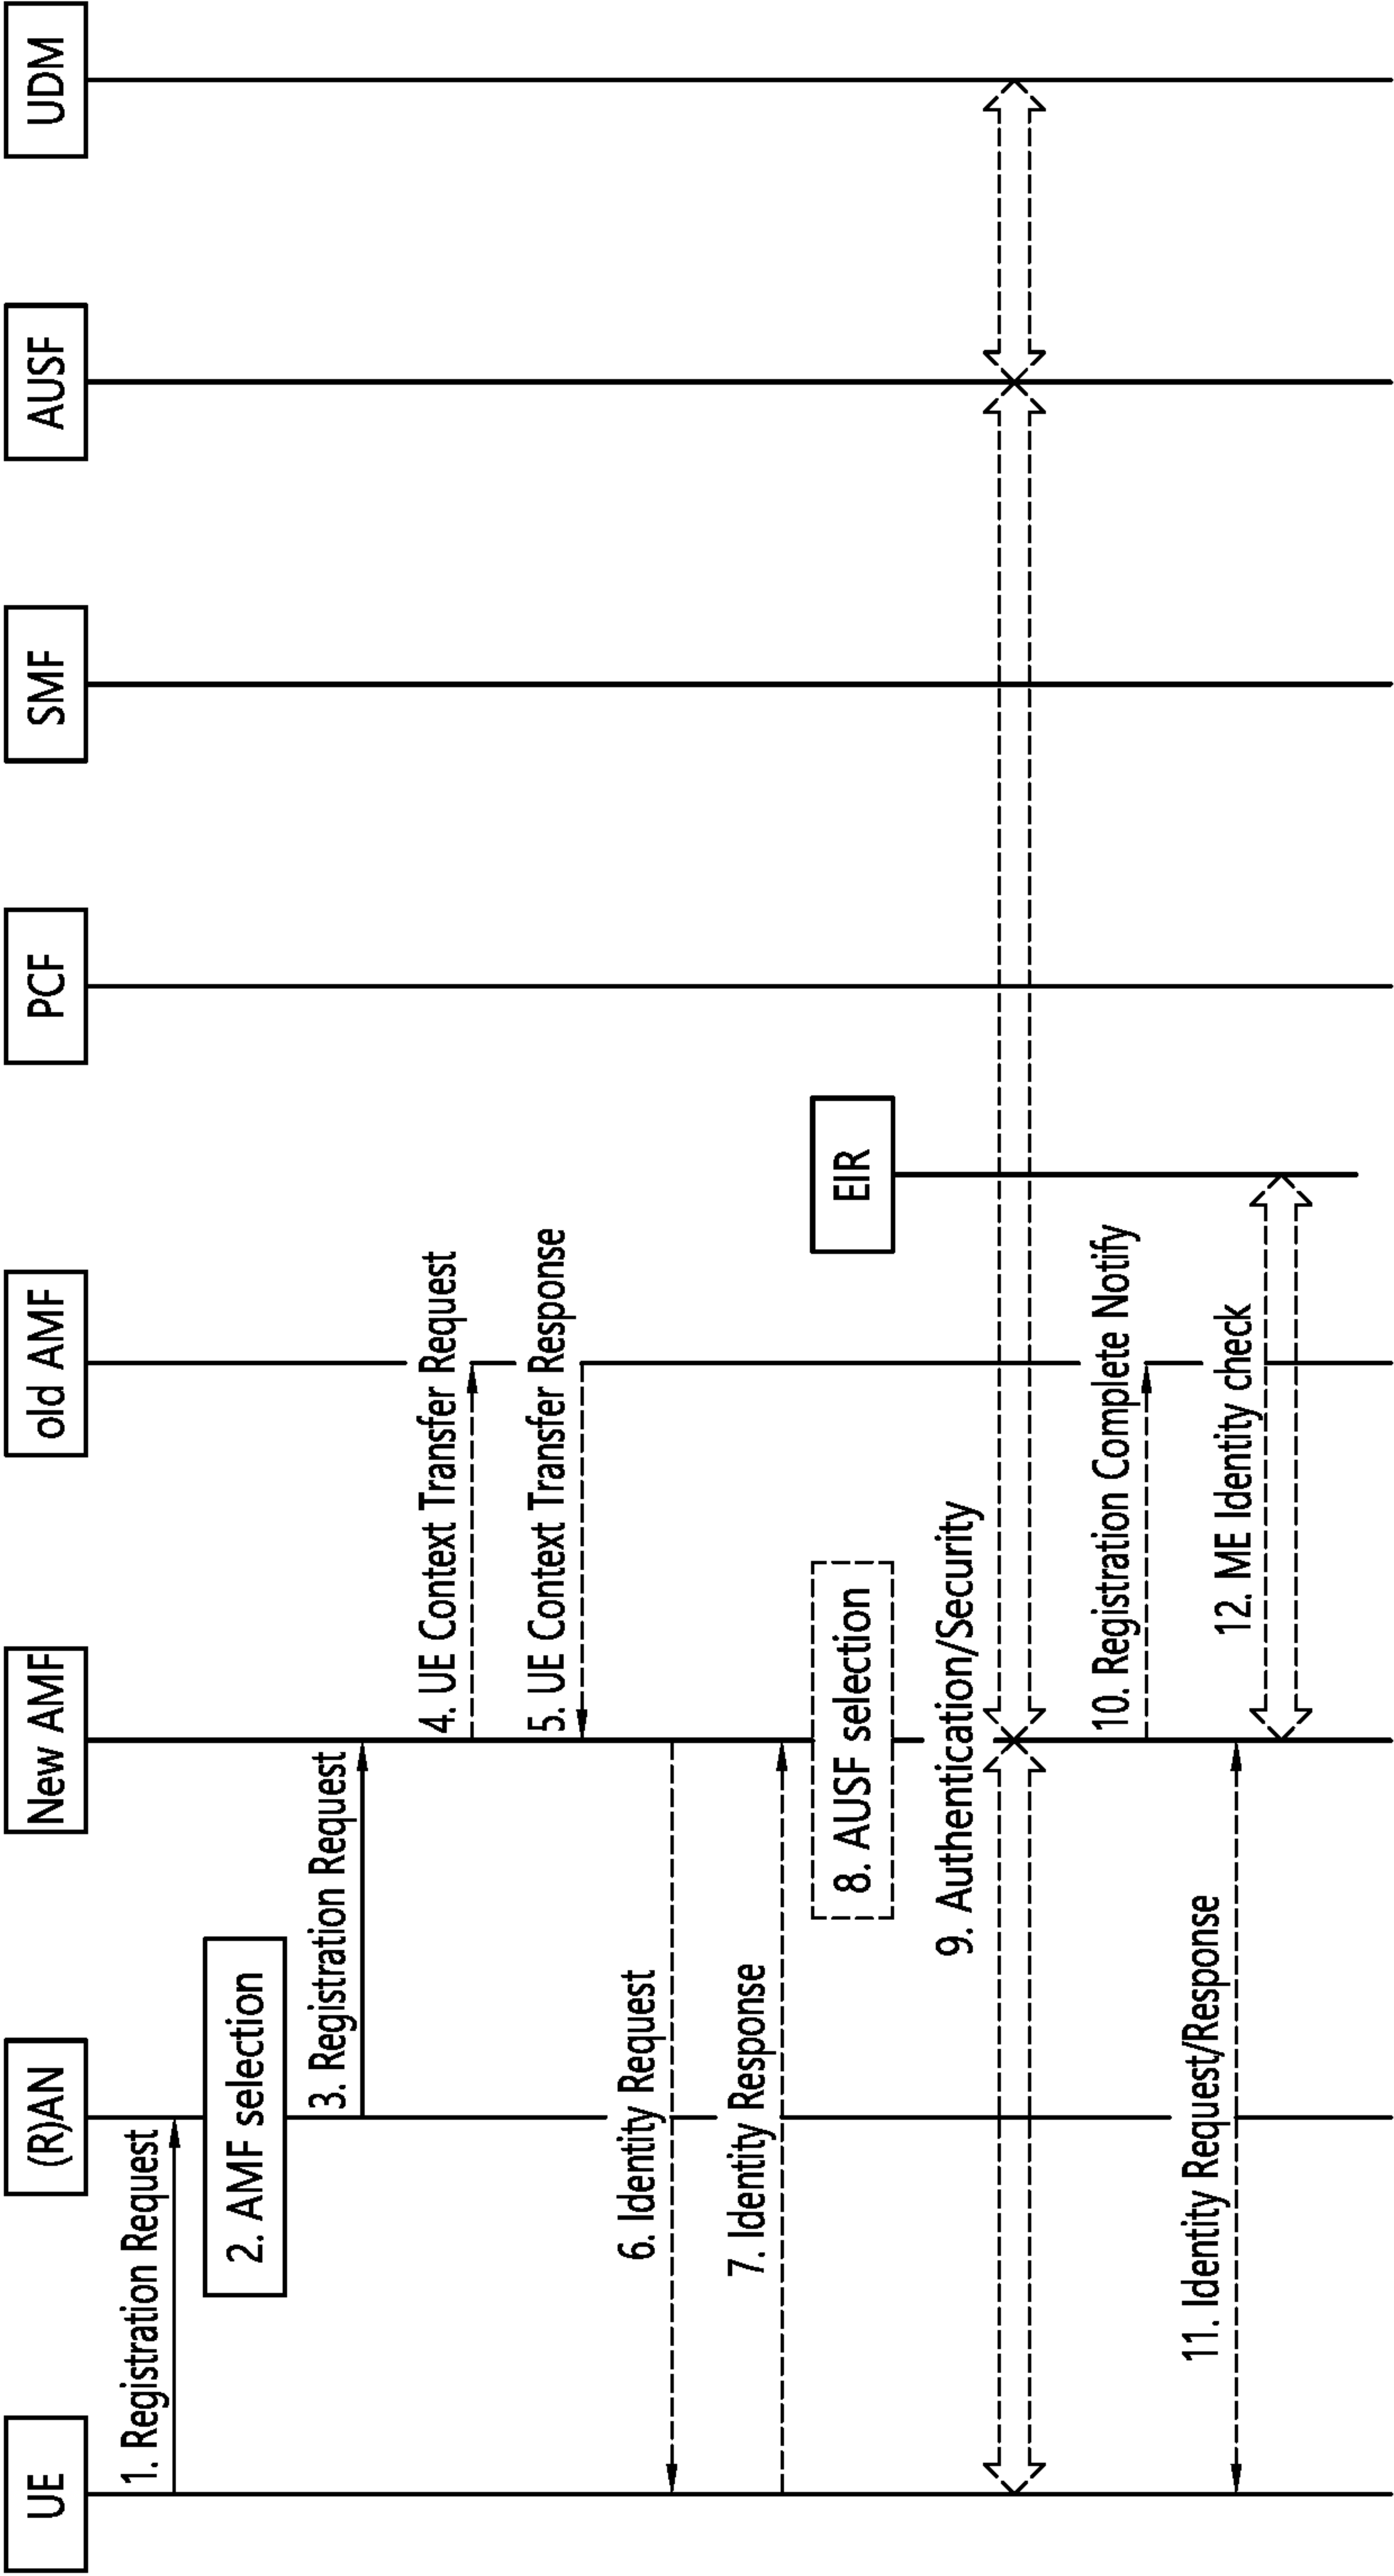 UE
(R)AN
New AMF
old AMF
PCF
SMF
AUSF
UDM
1. Registration Request
2. AMF selection
3. Registration Request
4. UE Context Transfer Request
5. UE Context Transfer Response
6. Identity Request
7. Identity Response
8. AUSF selection
EIR
9. Authentication/Security
10. Registration Complete Notify
11. Identity Request/Response
12. ME Identity check